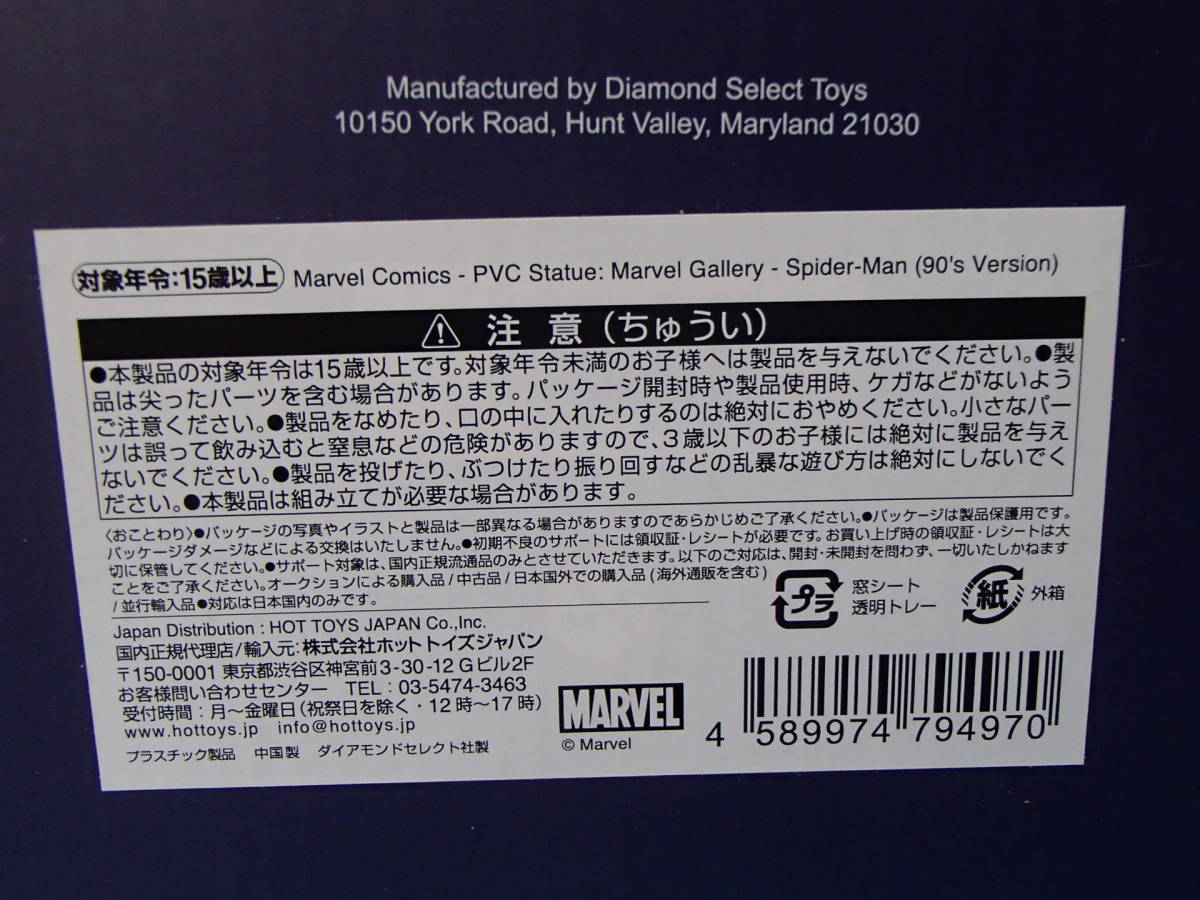 Manufactured by Diamond Select Toys
10150 York Road, Hunt Valley, Maryland 21030
対象年令:15歳以上 Marvel Comics - PVC Statue: Marvel Gallery - Spider-Man (90's Version)
注 意 (ちゅうい)
●本製品の対象年令は15歳以上です。対象年令未満のお子様へは製品を与えないでください。●製
品は尖ったパーツを含む場合があります。パッケージ開封時や製品使用時、ケガなどがないよう
ご注意ください。●製品をなめたり、口の中に入れたりするのは絶対におやめください。小さなパー
ツは誤って飲み込むと窒息などの危険がありますので、3歳以下のお子様には絶対に製品を与え
ないでください。●製品を投げたり、ぶつけたり振り回すなどの乱暴な遊び方は絶対にしないでく
ださい。●本製品は組み立てが必要な場合があります。
〈おことわり〉●パッケージの写真やイラストと製品は一部異なる場合がありますのであらかじめご了承ください。●パッケージは製品保護用です。
パッケージダメージなどによる交換はいたしません。●初期不良のサポートには領収証・レシートが必要です。お買い上げ時の領収証・レシートは大
切に保管してください。●サポート対象は、国内正規流通品のみとさせていただきます。以下のご対応は、開封・未開封を問わず、一切いたしかねます
ことをご了承ください。オークションによる購入品/中古品/日本国外での購入品(海外通販を含む)
/並行輸入品●対応は日本国内のみです。
プラ 窓シート
透明トレー
紙 外箱
Japan Distribution : HOT TOYS JAPAN Co.,Inc.
国内正規代理店/輸入元:株式会社ホットトイズジャパン
〒150-0001 東京都渋谷区神宮前3-30-12 Gビル2F
お客様問い合わせセンター TEL : 03-5474-3463
受付時間:月~金曜日(祝祭日を除く・12時~17時)
www.hottoys.jp info@hottoys.jp
プラスチック製品 中国製 ダイアモンドセレクト社製
MARVEL
© Marvel
4 589974 794970